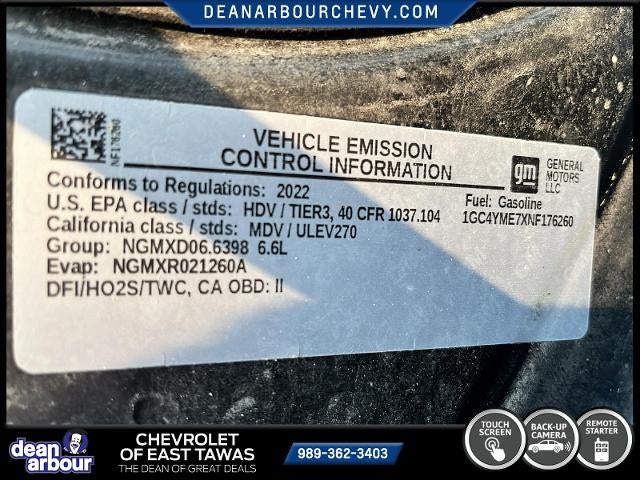 DEANARBOURCHEVY.COM
NF176260
VEHICLE EMISSION
CONTROL INFORMATION
gm
GENERAL
MOTORS
LLC
Conforms to Regulations: 2022
Fuel: Gasoline
U.S. EPA class / stds: HDV / TIER3, 40 CFR 1037.104
1GC4YME7XNF176260
California class / stds: MDV / ULEV270
Group: NGMXD06.6398 6.6L
Evap: NGMXR021260A
DFI/HO2S/TWC, CA OBD: II
dean
arbour
CHEVROLET
OF EAST TAWAS
THE DEAN OF GREAT DEALS
989-362-3403
TOUCH
SCREEN
BACK-UP
CAMERA
REMOTE
STARTER